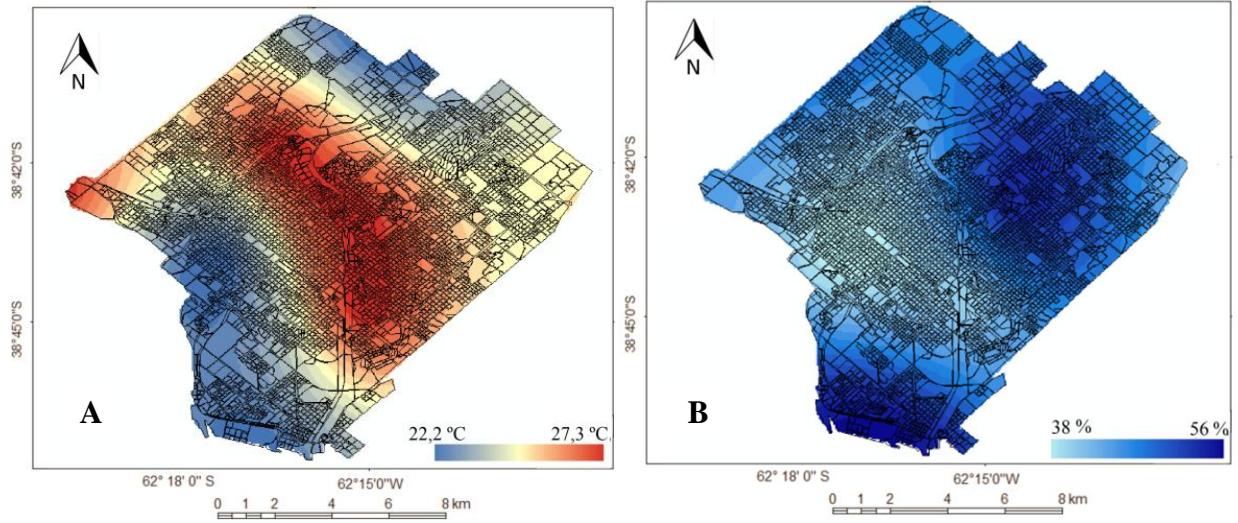 N
38°42'0"S
38°45'0"S
A
22,2 ºC
27,3 ºC
62° 18' 0" S
62°15'0"W
0 1 2 4 6 8 km
N
38°42'0"S
38°45'0"S
B
38 %
56 %
62° 18' 0" S
62°15'0"W
0 1 2 4 6 8 km